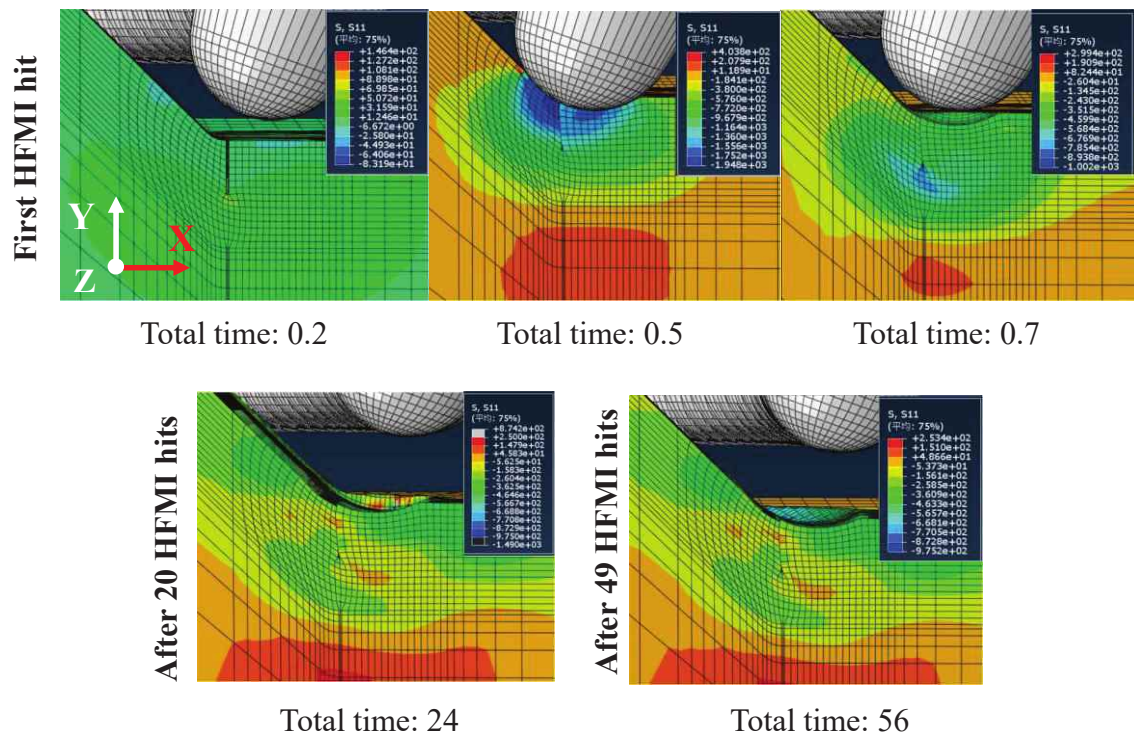 First HFMI hit
S, S11
(平均: 75%)
+1.464e+02
+1.272e+02
+1.081e+02
+8.898e+01
+6.985e+01
+5.072e+01
+3.159e+01
+1.246e+01
-6.672e+00
-2.580e+01
-4.493e+01
-6.406e+01
-8.319e+01
Y
X
Z
S, S11
(平均: 75%)
+4.038e+02
+2.079e+02
+1.189e+01
-1.841e+02
-3.800e+02
-5.760e+02
-7.720e+02
-9.679e+02
-1.164e+03
-1.360e+03
-1.556e+03
-1.752e+03
-1.948e+03
S, S11
(平均: 75%)
+2.994e+02
+1.909e+02
+8.244e+01
-2.604e+01
-1.345e+02
-2.430e+02
-3.515e+02
-4.599e+02
-5.684e+02
-6.769e+02
-7.854e+02
-8.938e+02
-1.002e+03
Total time: 0.2
Total time: 0.5
Total time: 0.7
After 20 HFMI hits
S, S11
(平均: 75%)
+8.742e+02
+2.500e+02
+1.479e+02
+4.583e+01
-5.625e+01
-1.583e+02
-2.604e+02
-3.625e+02
-4.646e+02
-5.667e+02
-6.688e+02
-7.708e+02
-8.729e+02
-9.750e+02
-1.490e+03
After 49 HFMI hits
S, S11
(平均: 75%)
+2.534e+02
+1.510e+02
+4.866e+01
-5.373e+01
-1.561e+02
-2.585e+02
-3.609e+02
-4.633e+02
-5.657e+02
-6.681e+02
-7.705e+02
-8.728e+02
-9.752e+02
Total time: 24
Total time: 56